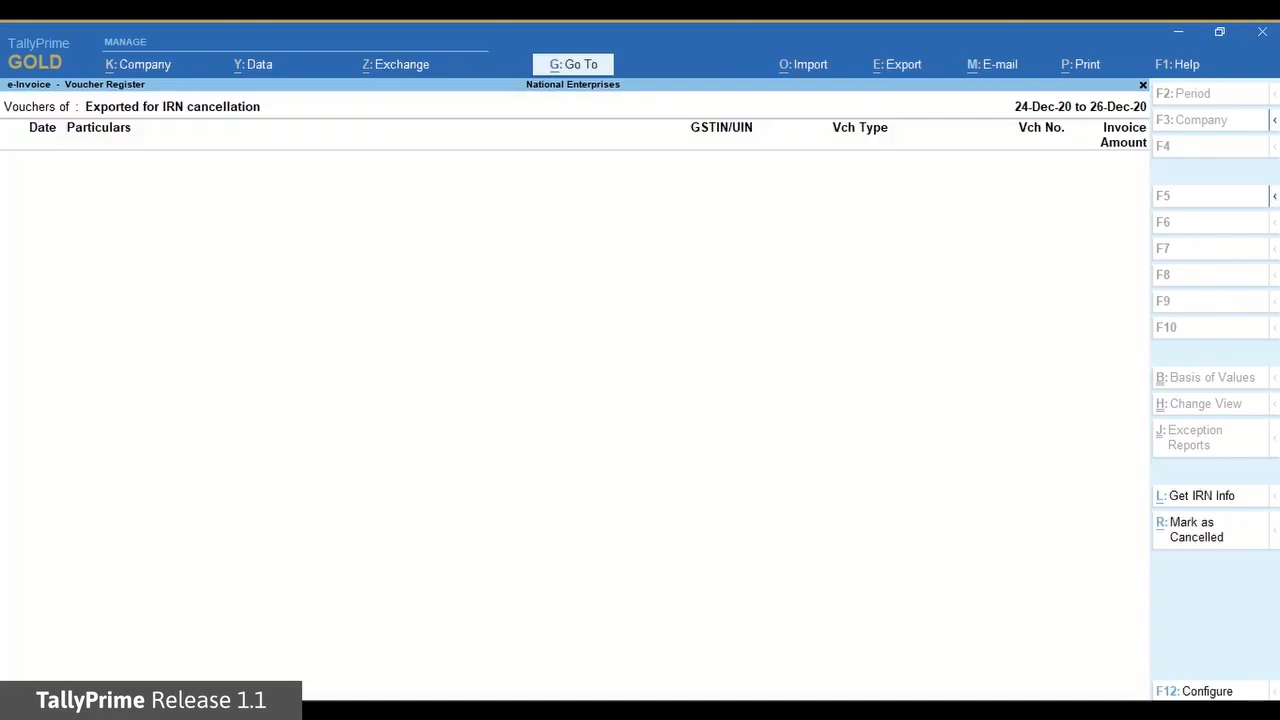 TallyPrime
GOLD
MANAGE
K: Company
Y: Data
Z: Exchange
G: Go To
O: Import
E: Export
M: E-mail
P: Print
F1: Help
e-Invoice - Voucher Register
National Enterprises
Vouchers of : Exported for IRN cancellation
24-Dec-20 to 26-Dec-20
Date Particulars GSTIN/UIN Vch Type Vch No. Invoice
Amount
F2: Period
F3: Company
F4
F5
F6
F7
F8
F9
F10
B: Basis of Values
H: Change View
J: Exception
Reports
L: Get IRN Info
R: Mark as
Cancelled
F12: Configure
TallyPrime Release 1.1